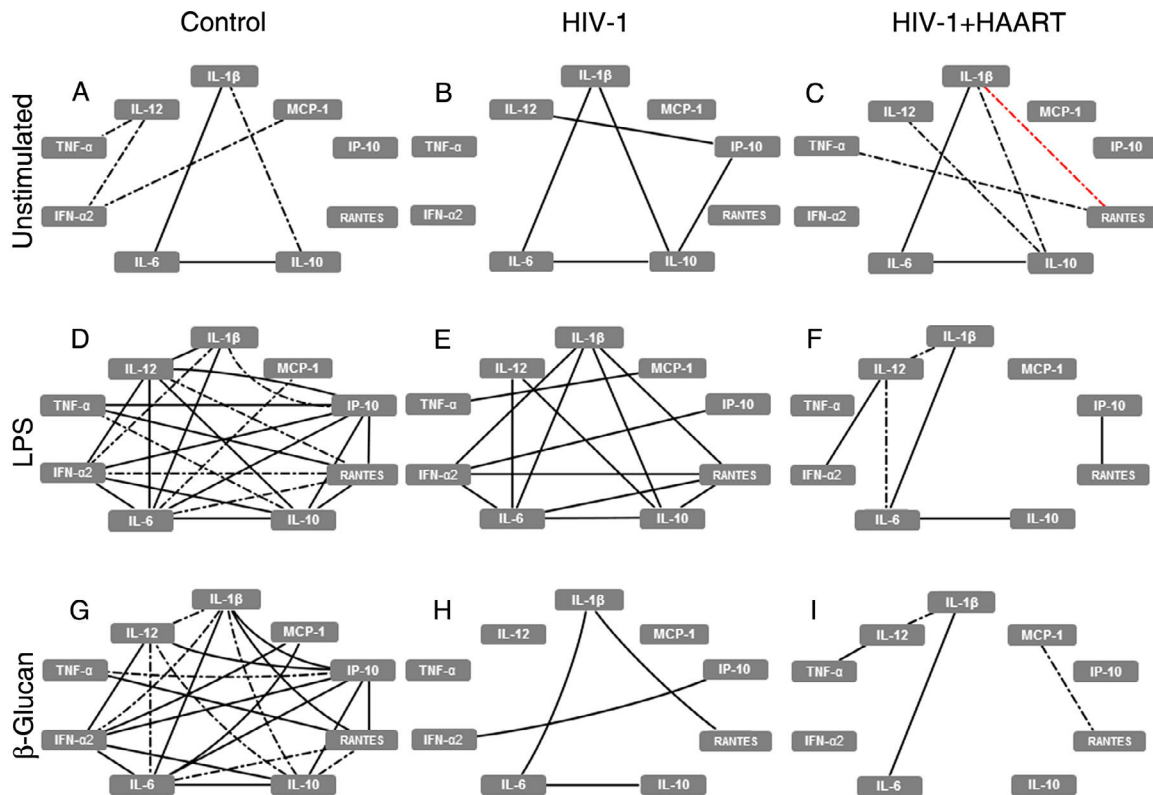 Control HIV-1 HIV-1+HAART
Unstimulated
A
IL-1β
IL-12
MCP-1
TNF-α
IP-10
IFN-α2
RANTES
IL-6
IL-10
B
IL-1β
IL-12
MCP-1
TNF-α
IP-10
IFN-α2
RANTES
IL-6
IL-10
C
IL-1β
IL-12
MCP-1
TNF-α
IP-10
IFN-α2
RANTES
IL-6
IL-10
LPS
D
IL-1β
IL-12
MCP-1
TNF-α
IP-10
IFN-α2
RANTES
IL-6
IL-10
E
IL-1β
IL-12
MCP-1
TNF-α
IP-10
IFN-α2
RANTES
IL-6
IL-10
F
IL-1β
IL-12
MCP-1
TNF-α
IP-10
IFN-α2
RANTES
IL-6
IL-10
β-Glucan
G
IL-1β
IL-12
MCP-1
TNF-α
IP-10
IFN-α2
RANTES
IL-6
IL-10
H
IL-1β
IL-12
MCP-1
TNF-α
IP-10
IFN-α2
RANTES
IL-6
IL-10
I
IL-1β
IL-12
MCP-1
TNF-α
IP-10
IFN-α2
RANTES
IL-6
IL-10